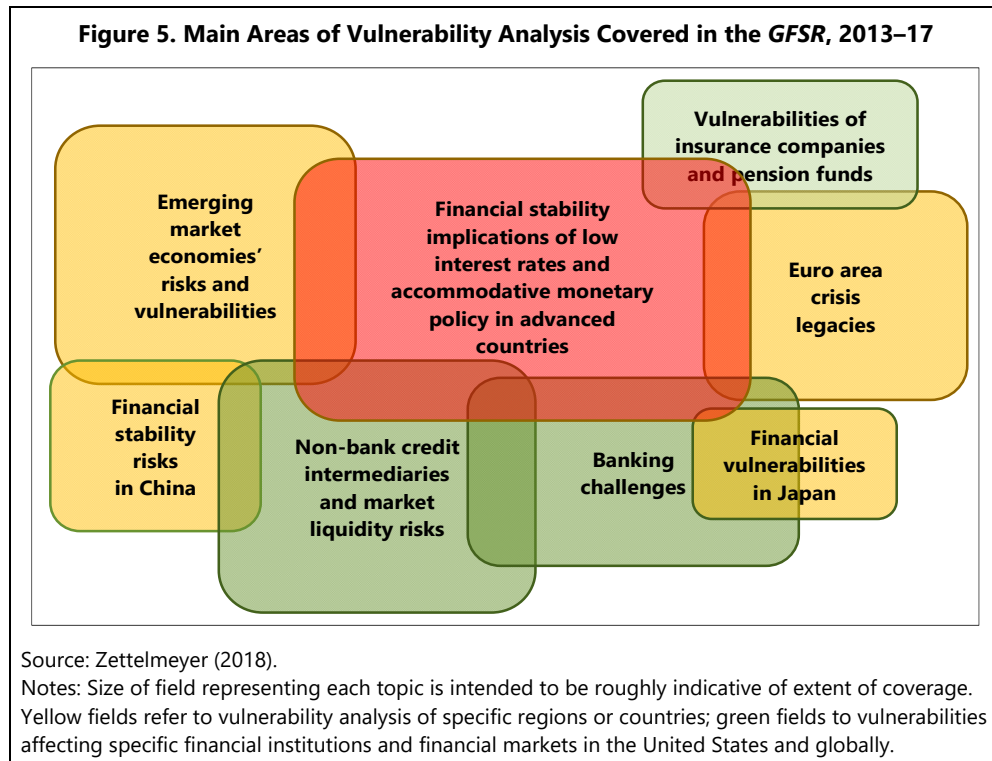 Figure 5. Main Areas of Vulnerability Analysis Covered in the GFSR, 2013–17
Vulnerabilities of
insurance companies
and pension funds
Emerging
market
economies’
risks and
vulnerabilities
Financial stability
implications of low
interest rates and
accommodative monetary
policy in advanced
countries
Euro area
crisis
legacies
Financial
stability
risks
in China
Non-bank credit
intermediaries
and market
liquidity risks
Banking
challenges
Financial
vulnerabilities
in Japan
Source: Zettelmeyer (2018).
Notes: Size of field representing each topic is intended to be roughly indicative of extent of coverage.
Yellow fields refer to vulnerability analysis of specific regions or countries; green fields to vulnerabilities
affecting specific financial institutions and financial markets in the United States and globally.